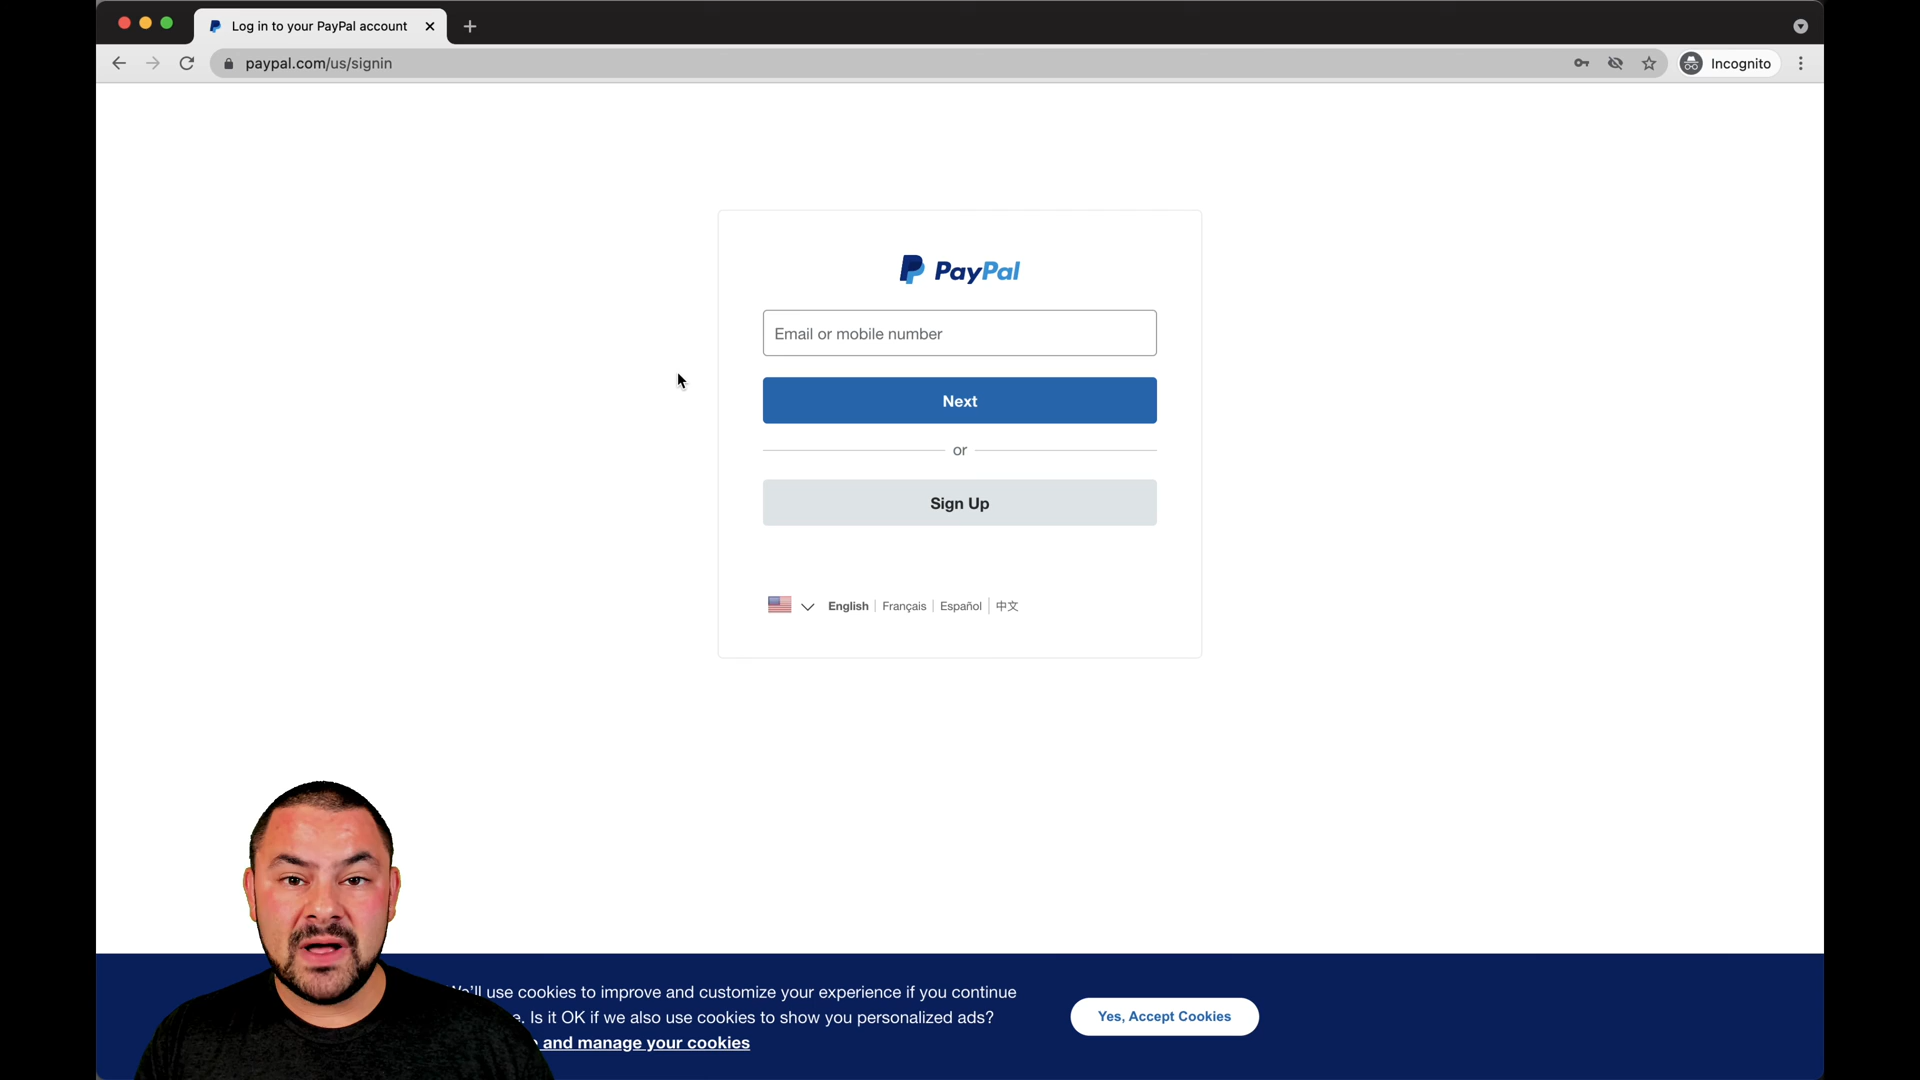 Log in to your PayPal account
paypal.com/us/signin
Incognito
PayPal
Email or mobile number
Next
or
Sign Up
English Français Español 中文
We'll use cookies to improve and customize your experience if you continue
Is it OK if we also use cookies to show you personalized ads?
and manage your cookies
Yes, Accept Cookies